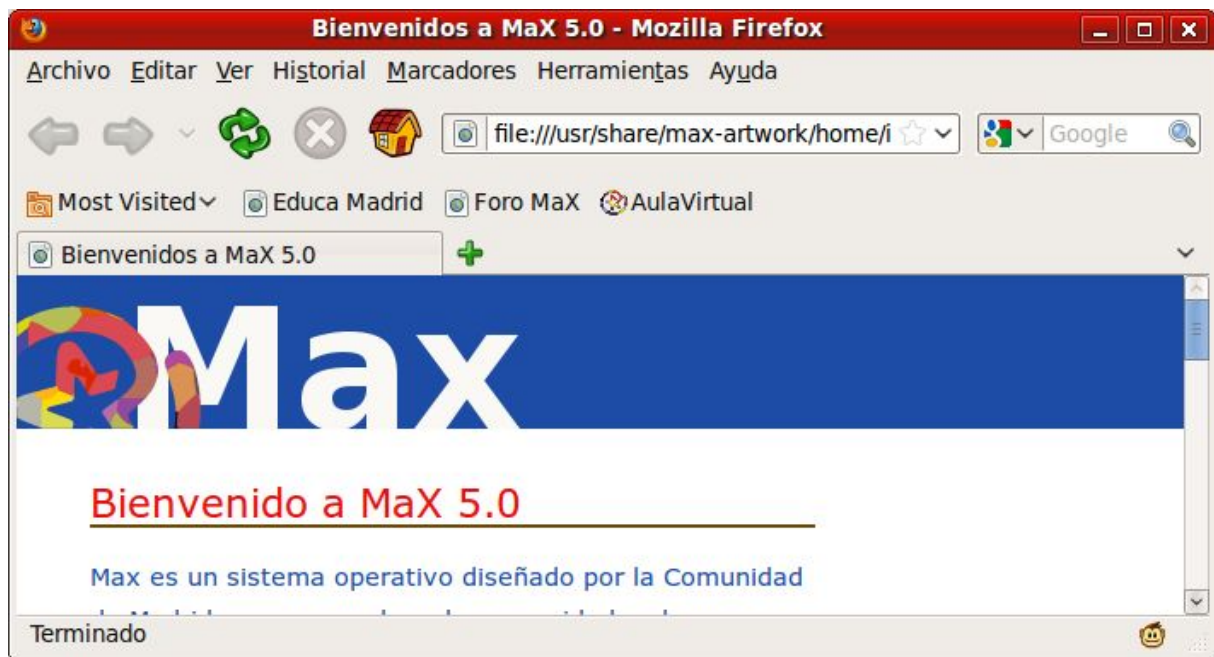 Bienvenidos a MaX 5.0 - Mozilla Firefox
Archivo Editar Ver Historial Marcadores Herramientas Ayuda
file:///usr/share/max-artwork/home/i Google
Most Visited Educa Madrid Foro MaX AulaVirtual
Bienvenidos a MaX 5.0
Max
Bienvenido a MaX 5.0
Max es un sistema operativo diseñado por la Comunidad
Terminado